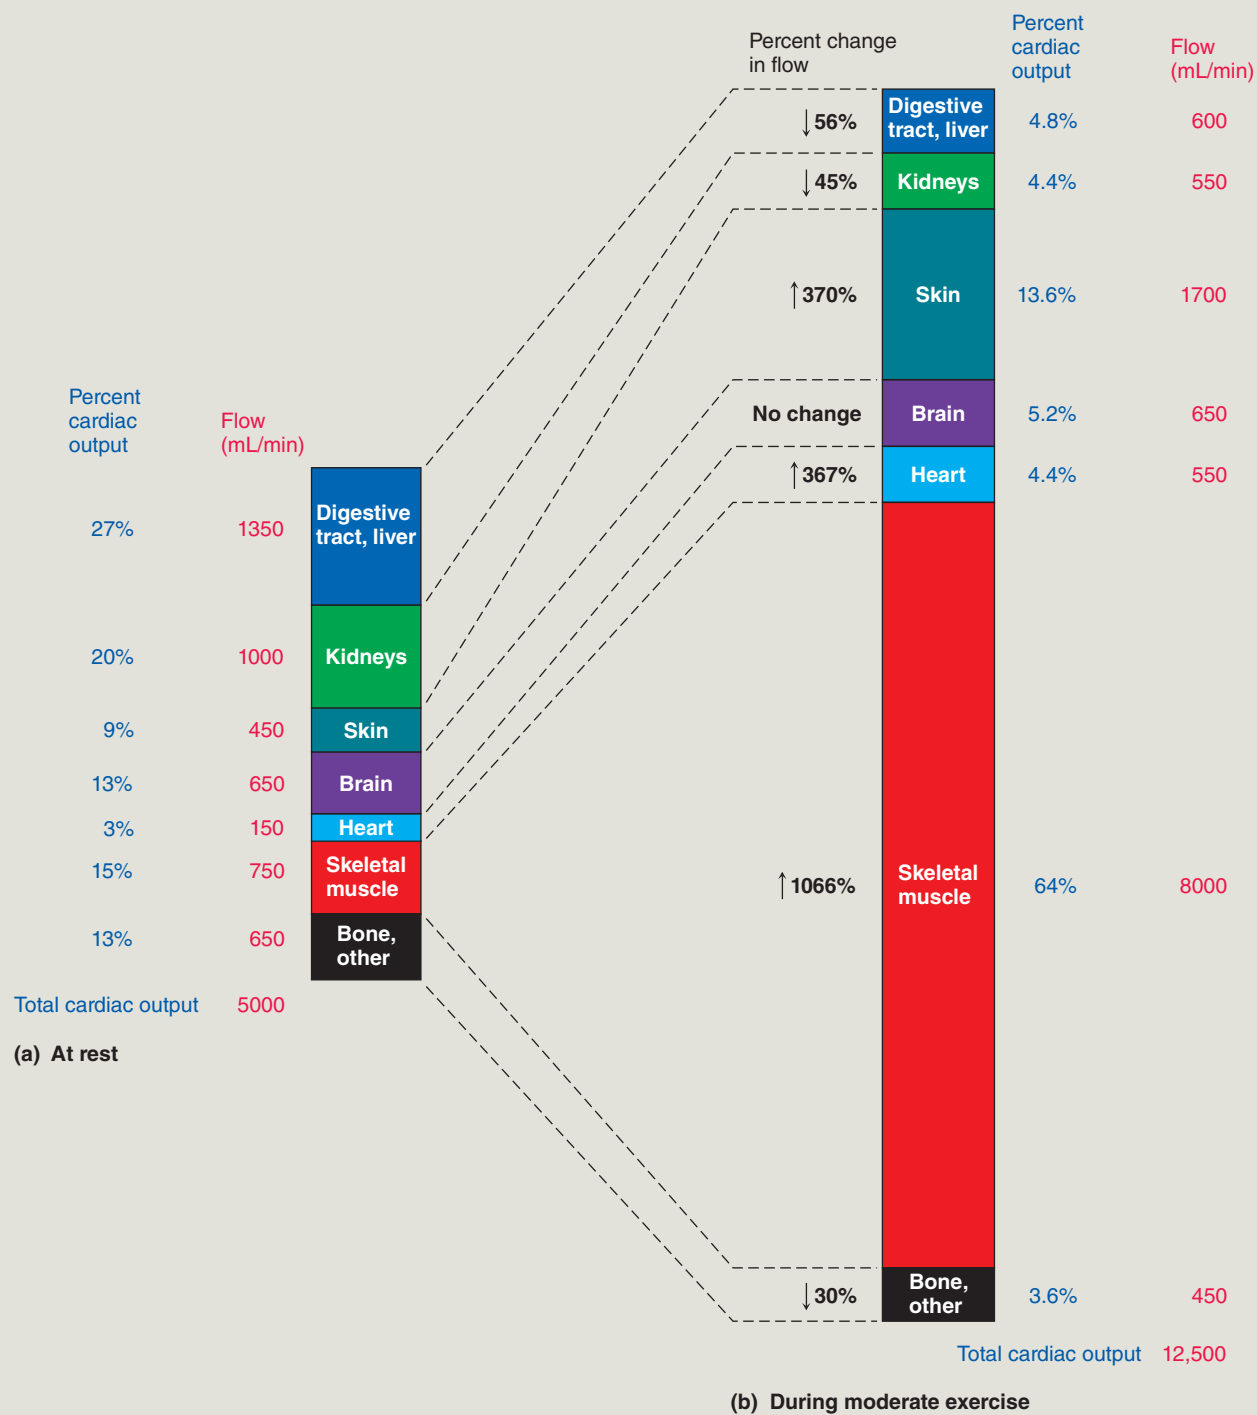 Percent
cardiac
output
Flow
(mL/min)
27%
1350
Digestive
tract, liver
20%
1000
Kidneys
9%
450
Skin
13%
650
Brain
3%
150
Heart
15%
750
Skeletal
muscle
13%
650
Bone,
other
Total cardiac output 5000
(a) At rest
Percent change
in flow
Percent
cardiac
output
Flow
(mL/min)
↓56%
Digestive
tract, liver
4.8%
600
↓45%
Kidneys
4.4%
550
↑370%
Skin
13.6%
1700
No change
Brain
5.2%
650
↑367%
Heart
4.4%
550
↑1066%
Skeletal
muscle
64%
8000
↓30%
Bone,
other
3.6%
450
Total cardiac output 12,500
(b) During moderate exercise